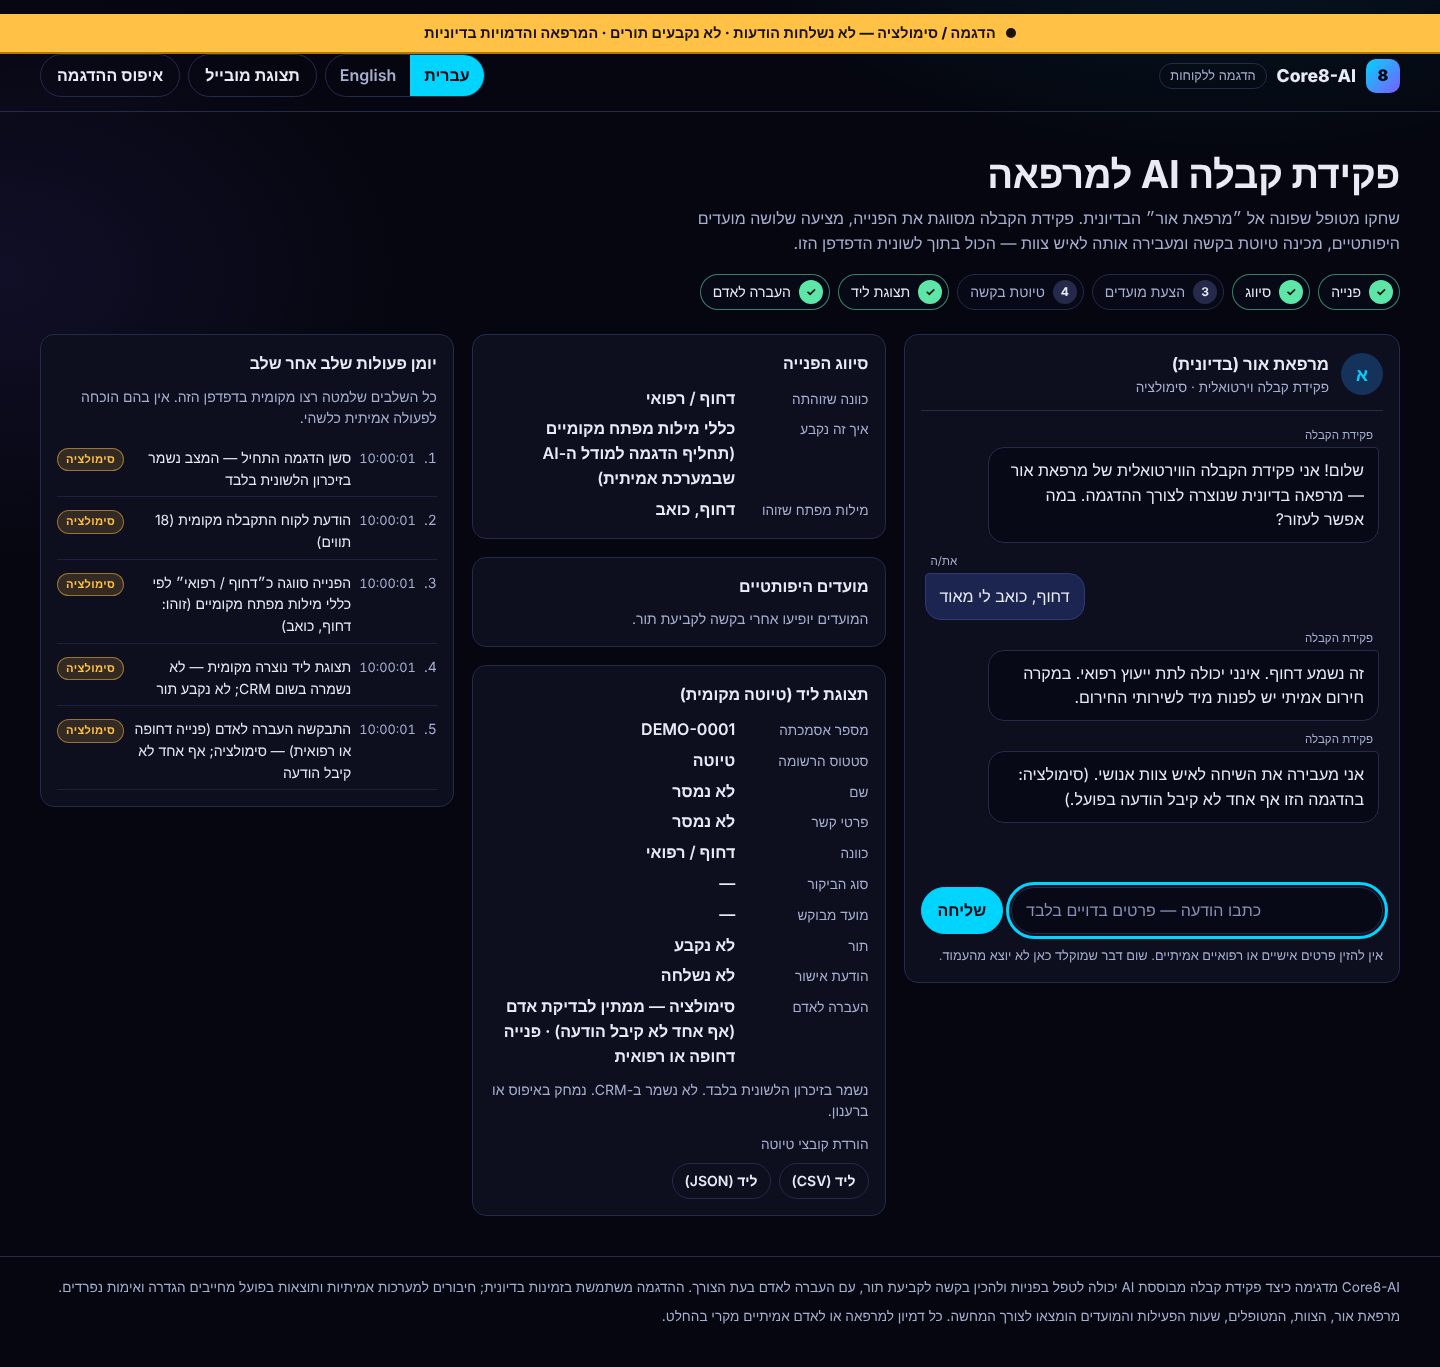 הדגמה / סימולציה — לא נשלחות הודעות · לא נקבעים תורים · המרפאה והדמויות בדיוניות
8
Core8-AI
הדגמה ללקוחות
עברית
English
תצוגת מובייל
איפוס ההדגמה
פקידת קבלה AI למרפאה
שחקו מטופל שפונה אל ״מרפאת אור״ הבדיונית. פקידת הקבלה מסווגת את הפנייה, מציעה שלושה מועדים
היפותטיים, מכינה טיוטת בקשה ומעבירה אותה לאיש צוות — הכול בתוך לשונית הדפדפן הזו.
✓ פנייה
✓ סיווג
3 הצעת מועדים
4 טיוטת בקשה
✓ תצוגת ליד
✓ העברה לאדם
א
מרפאת אור (בדיונית)
פקידת קבלה וירטואלית · סימולציה
פקידת הקבלה
שלום! אני פקידת הקבלה הווירטואלית של מרפאת אור
— מרפאה בדיונית שנוצרה לצורך ההדגמה. במה
אפשר לעזור?
את/ה
דחוף, כואב לי מאוד
פקידת הקבלה
זה נשמע דחוף. אינני יכולה לתת ייעוץ רפואי. במקרה
חירום אמיתי יש לפנות מיד לשירותי החירום.
פקידת הקבלה
אני מעבירה את השיחה לאיש צוות אנושי. (סימולציה:
בהדגמה הזו אף אחד לא קיבל הודעה בפועל.)
כתבו הודעה — פרטים בדויים בלבד
שליחה
אין להזין פרטים אישיים או רפואיים אמיתיים. שום דבר שמוקלד כאן לא יוצא מהעמוד.
סיווג הפנייה
כוונה שזוהתה דחוף / רפואי
איך זה נקבע כללי מילות מפתח מקומיים
(תחליף הדגמה למודל ה-AI
שבמערכת אמיתית)
מילות מפתח שזוהו דחוף, כואב
מועדים היפותטיים
המועדים יופיעו אחרי בקשה לקביעת תור.
תצוגת ליד (טיוטה מקומית)
מספר אסמכתה DEMO-0001
סטטוס הרשומה טיוטה
שם לא נמסר
פרטי קשר לא נמסר
כוונה דחוף / רפואי
סוג הביקור —
מועד מבוקש —
תור לא נקבע
הודעת אישור לא נשלחה
העברה לאדם סימולציה — ממתין לבדיקת אדם
(אף אחד לא קיבל הודעה) · פנייה
דחופה או רפואית
נשמר בזיכרון הלשונית בלבד. לא נשמר ב-CRM. נמחק באיפוס או
ברענון.
הורדת קובצי טיוטה
ליד (CSV)
ליד (JSON)
יומן פעולות שלב אחר שלב
כל השלבים שלמטה רצו מקומית בדפדפן הזה. אין בהם הוכחה
לפעולה אמיתית כלשהי.
1. 10:00:01 סשן הדגמה התחיל — המצב נשמר סימולציה
בזיכרון הלשונית בלבד
2. 10:00:01 הודעת לקוח התקבלה מקומית (18 סימולציה
תווים)
3. 10:00:01 הפנייה סווגה כ״דחוף / רפואי״ לפי סימולציה
כללי מילות מפתח מקומיים (זוהו:
דחוף, כואב)
4. 10:00:01 תצוגת ליד נוצרה מקומית — לא סימולציה
נשמרה בשום CRM; לא נקבע תור
5. 10:00:01 התבקשה העברה לאדם (פנייה דחופה סימולציה
או רפואית) — סימולציה; אף אחד לא
קיבל הודעה
Core8-AI מדגימה כיצד פקידת קבלה מבוססת AI יכולה לטפל בפניות ולהכין בקשה לקביעת תור, עם העברה לאדם בעת הצורך. ההדגמה משתמשת בזמינות בדיונית; חיבורים למערכות אמיתיות ותוצאות בפועל מחייבים הגדרה ואימות נפרדים.
מרפאת אור, הצוות, המטופלים, שעות הפעילות והמועדים הומצאו לצורך המחשה. כל דמיון למרפאה או לאדם אמיתיים מקרי בהחלט.